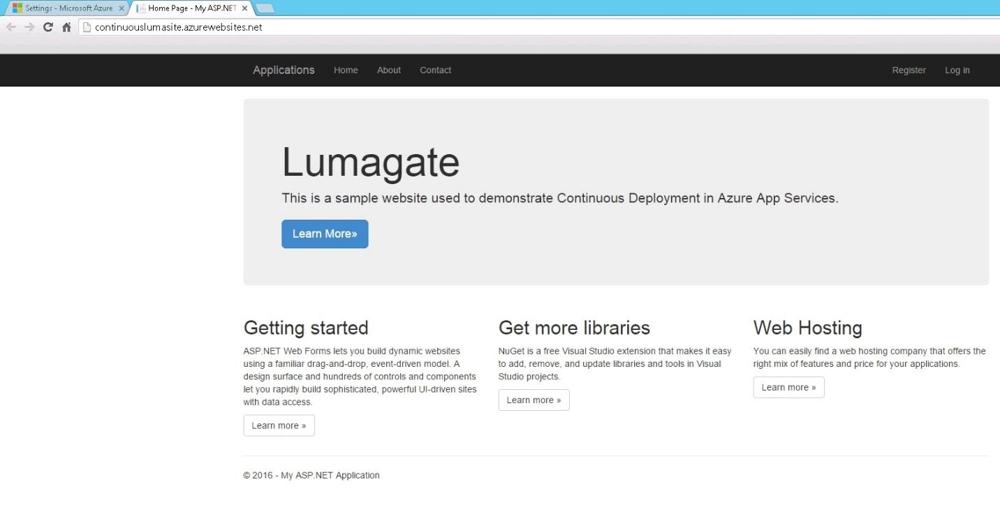 Settings - Microsoft Azure
Home Page - My ASP.NET
continuouslumasite.azurewebsites.net
Applications Home About Contact Register Log in
Lumagate
This is a sample website used to demonstrate Continuous Deployment in Azure App Services.
Learn More»
Getting started
ASP.NET Web Forms lets you build dynamic websites
using a familiar drag-and-drop, event-driven model. A
design surface and hundreds of controls and components
let you rapidly build sophisticated, powerful UI-driven sites
with data access.
Learn more »
Get more libraries
NuGet is a free Visual Studio extension that makes it easy
to add, remove, and update libraries and tools in Visual
Studio projects.
Learn more »
Web Hosting
You can easily find a web hosting company that offers the
right mix of features and price for your applications.
Learn more »
© 2016 - My ASP.NET Application